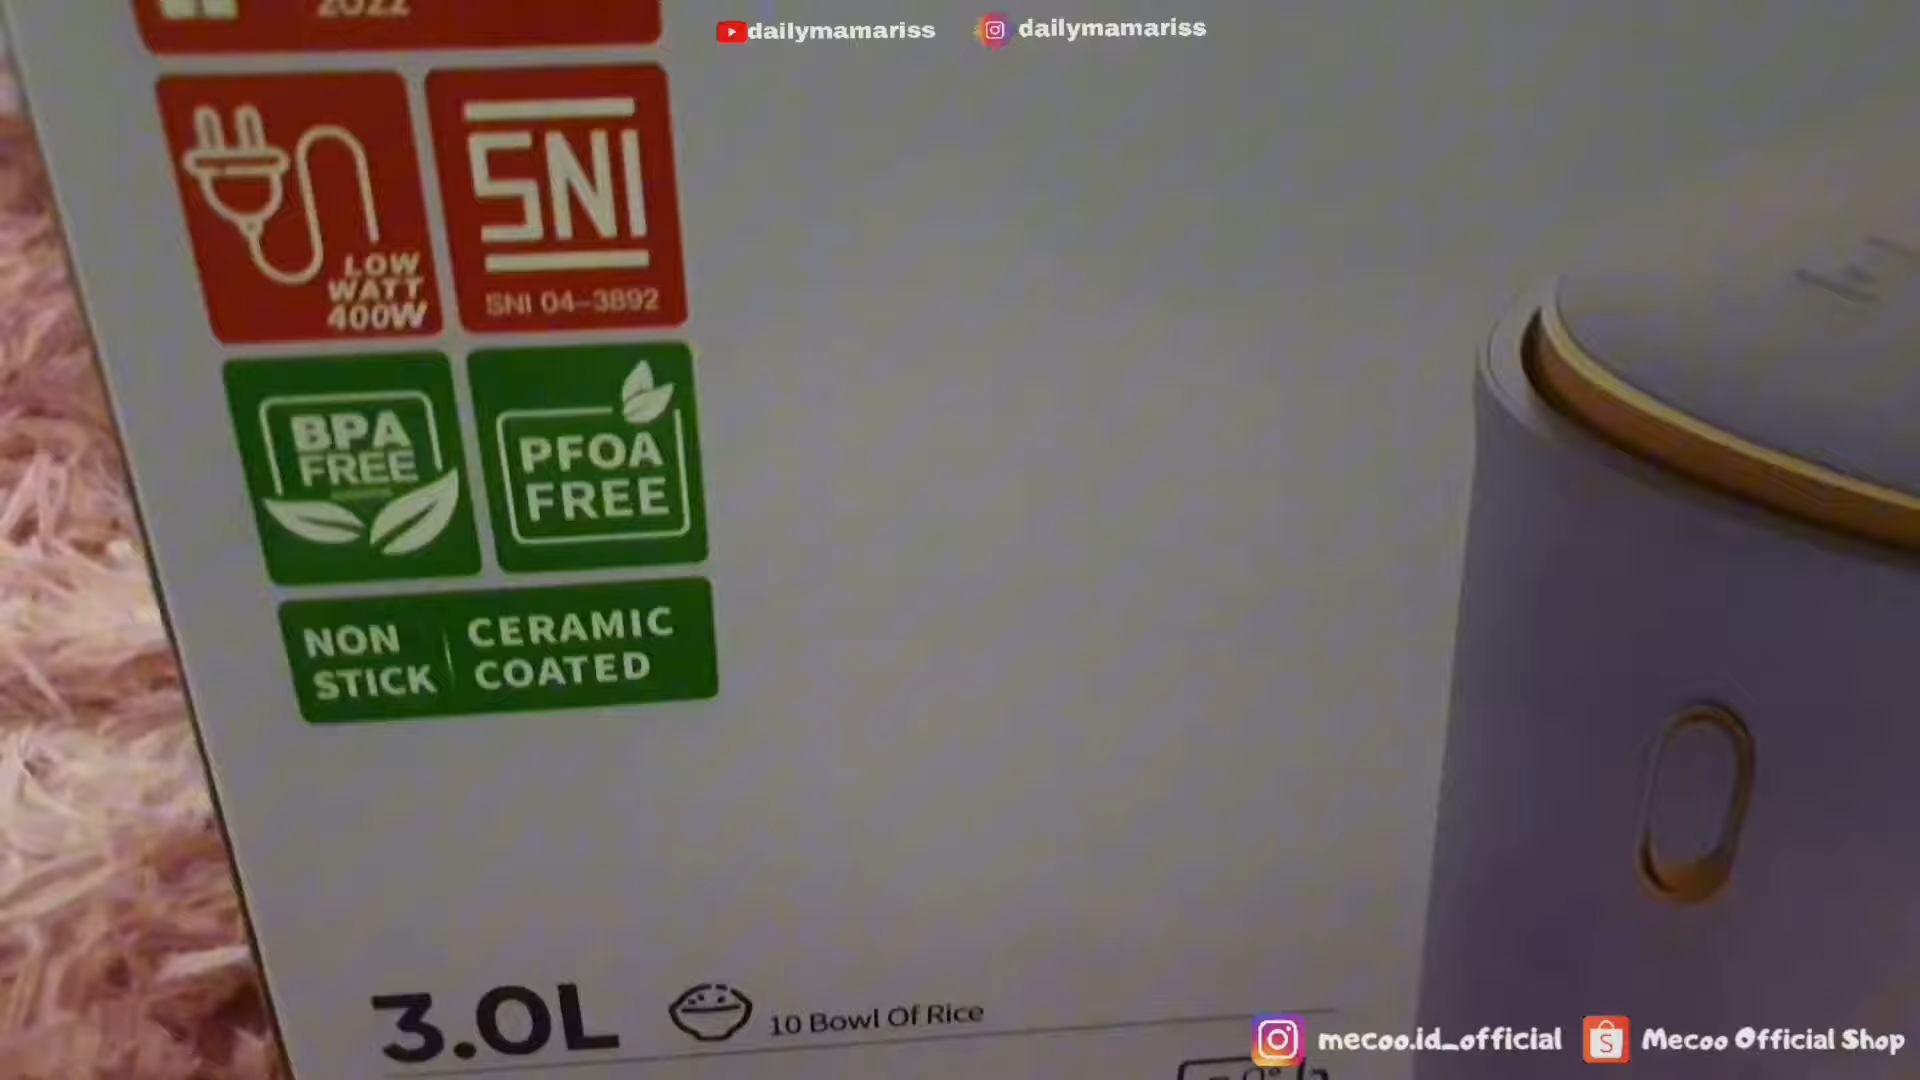 2022
dailymamariss
dailymamariss
LOW
WATT
400W
SNI
SNI 04-3892
BPA
FREE
PFOA
FREE
NON
STICK
CERAMIC
COATED
3.0L
10 Bowl Of Rice
mecoo.id_official
Mecoo Official Shop